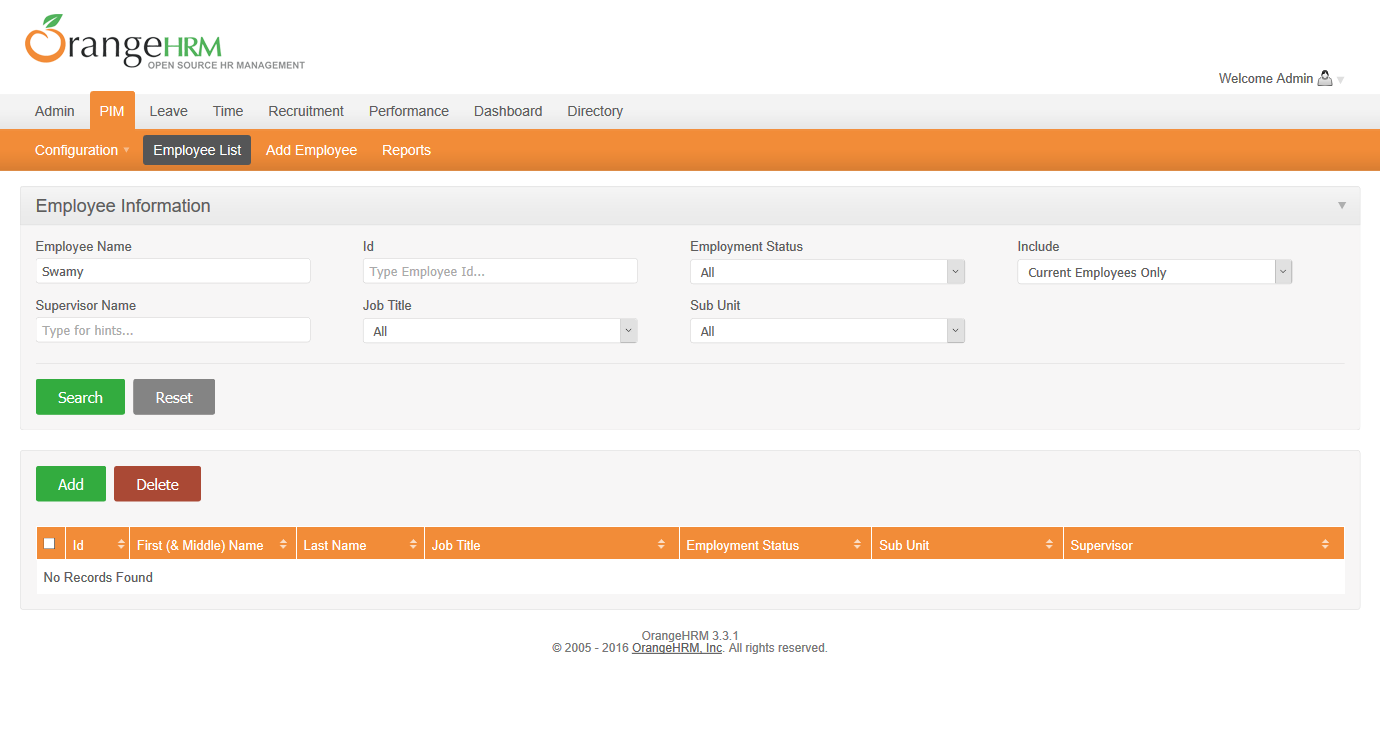 OrangeHRM
OPEN SOURCE HR MANAGEMENT
Welcome Admin
Admin PIM Leave Time Recruitment Performance Dashboard Directory
Configuration Employee List Add Employee Reports
Employee Information
Employee Name Id Employment Status Include
Swamy Type Employee Id... All Current Employees Only
Supervisor Name Job Title Sub Unit
Type for hints... All All
Search Reset
Add Delete
Id First (& Middle) Name Last Name Job Title Employment Status Sub Unit Supervisor
No Records Found
OrangeHRM 3.3.1
© 2005 - 2016 OrangeHRM, Inc. All rights reserved.